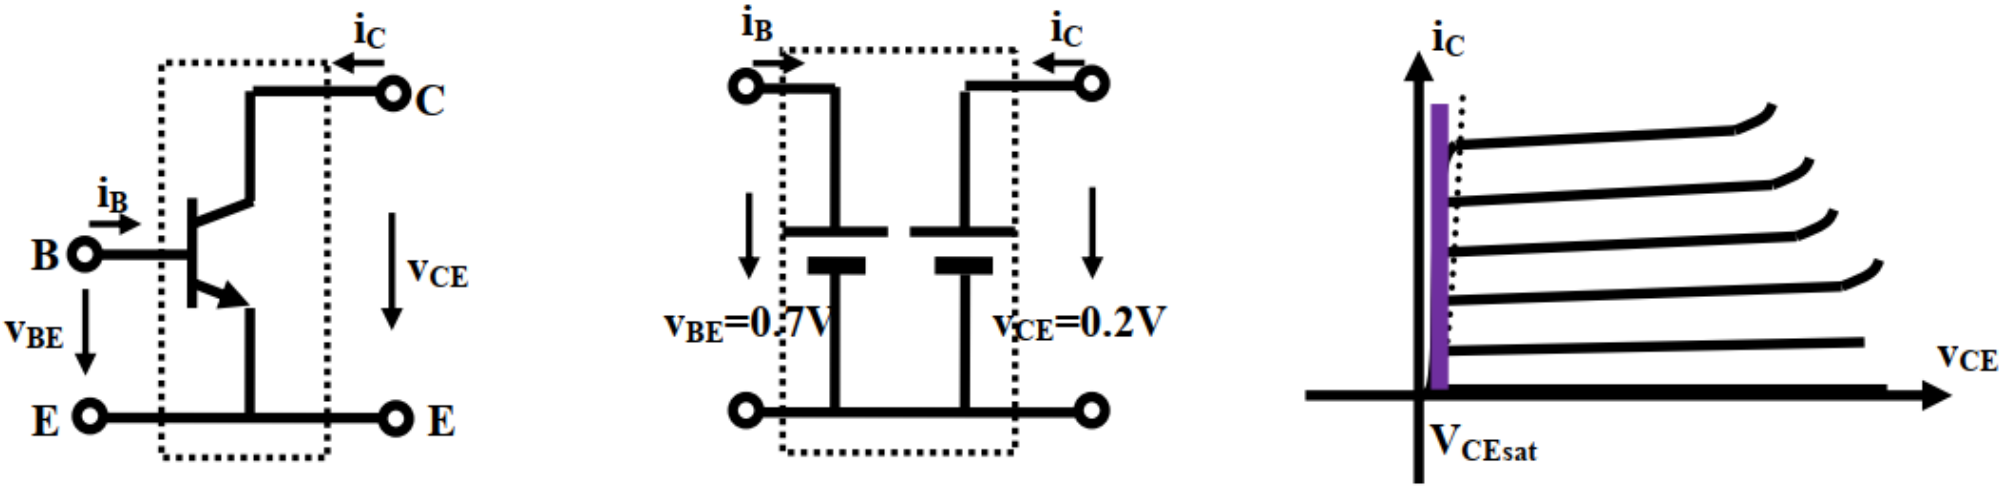 iC
C
iB
B
vBE
vCE
E
E
iB
iC
vBE=0.7V
vCE=0.2V
iC
vCE
VCEsat